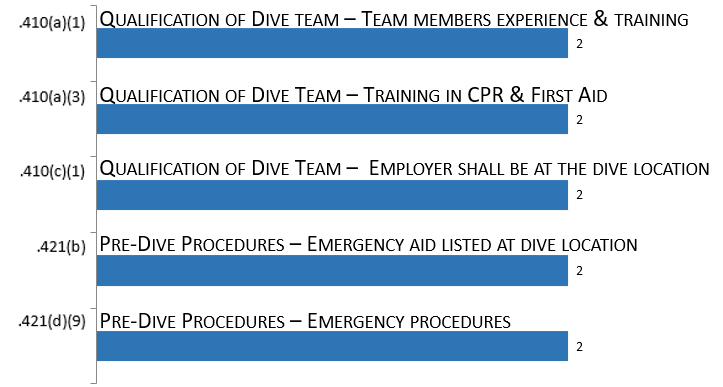 .410(a)(1) Qualification of Dive team – Team members experience & training
2
.410(a)(3) Qualification of Dive Team – Training in CPR & First Aid
2
.410(c)(1) Qualification of Dive Team – Employer shall be at the dive location
2
.421(b) Pre-Dive Procedures – Emergency aid listed at dive location
2
.421(d)(9) Pre-Dive Procedures – Emergency procedures
2